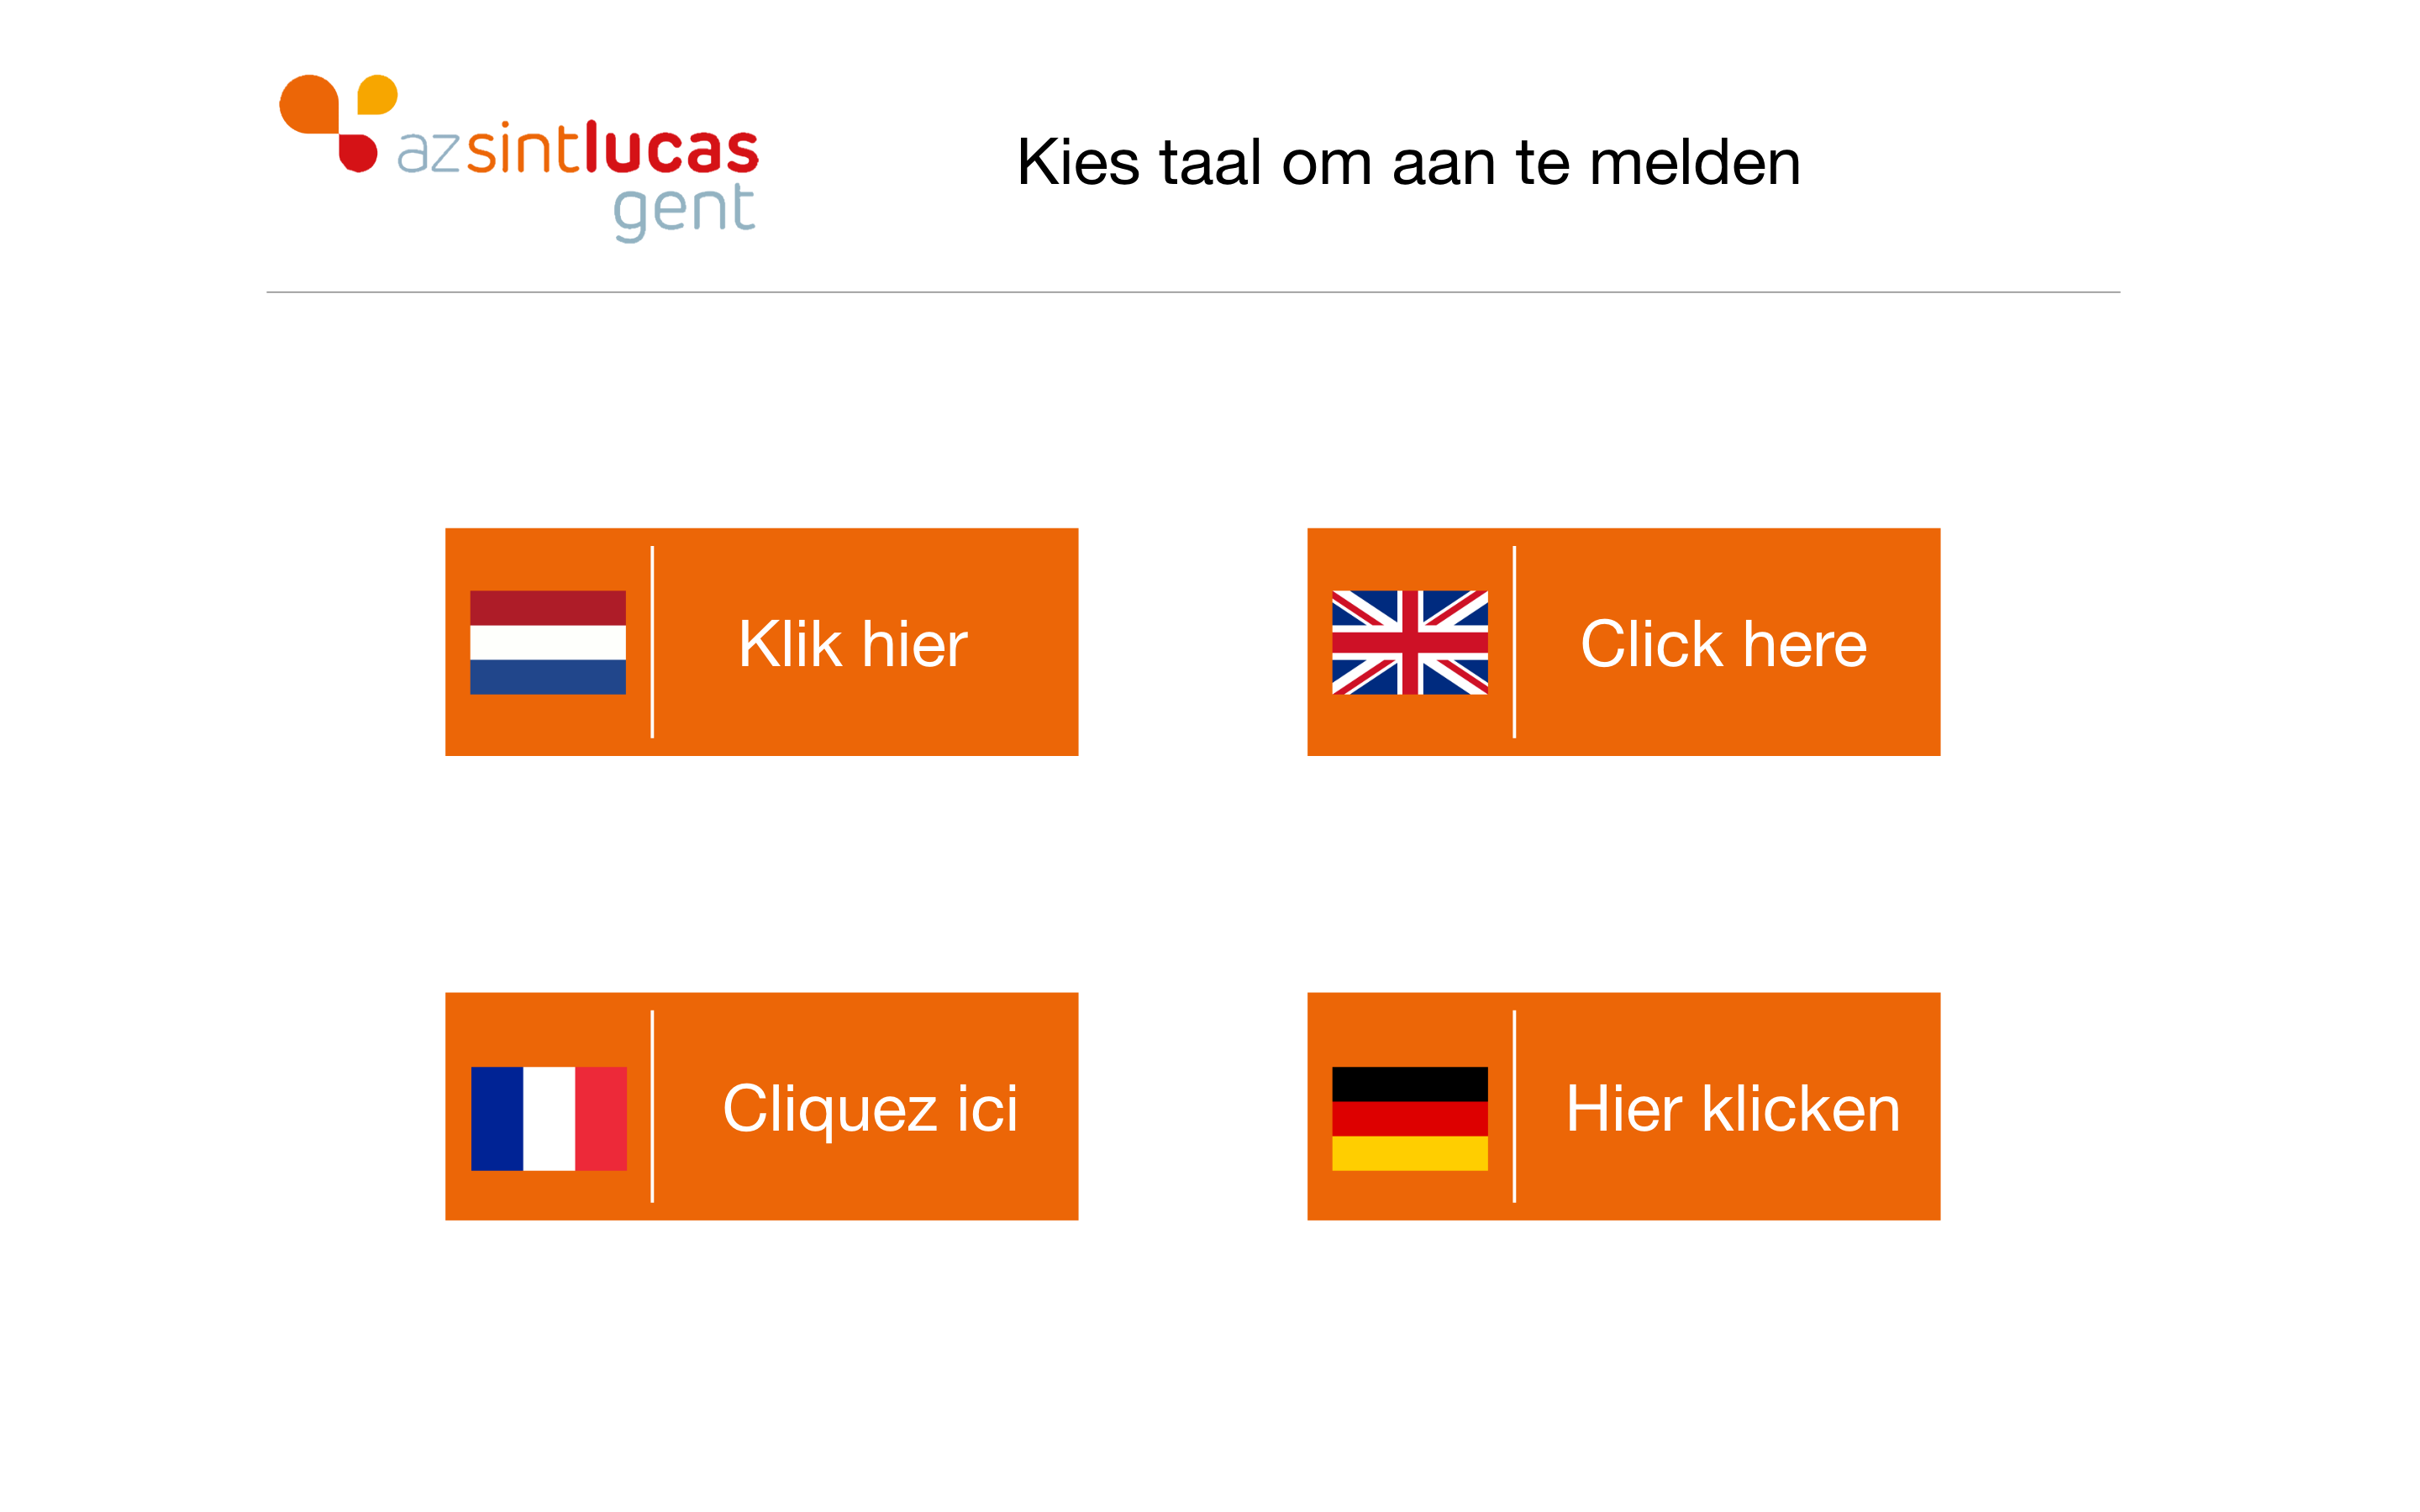 azsintlucas
gent
Kies taal om aan te melden
Klik hier
Click here
Cliquez ici
Hier klicken